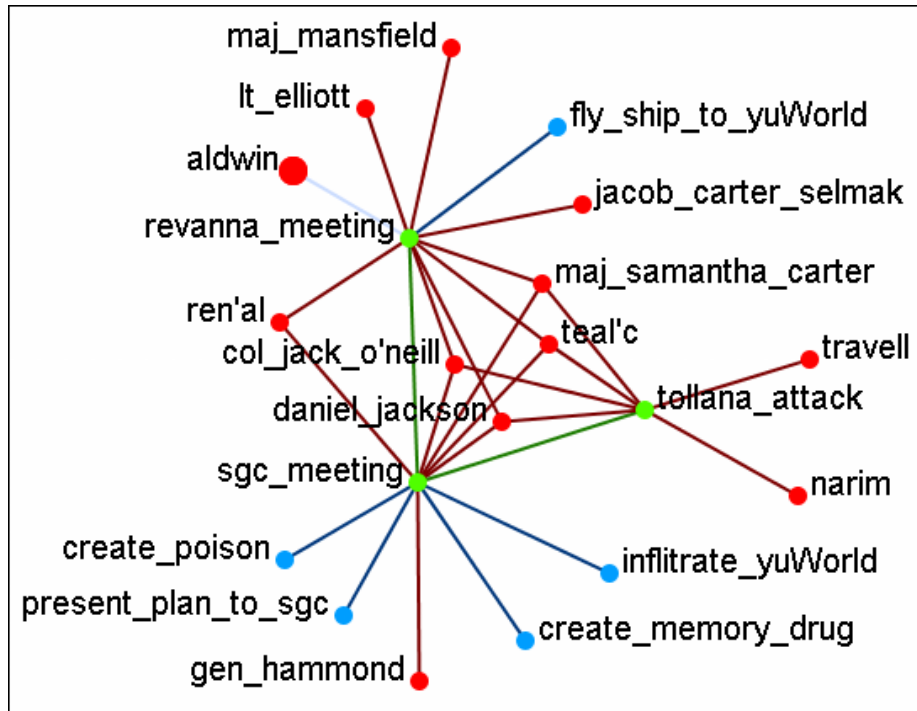 maj_mansfield
lt_elliott
fly_ship_to_yuWorld
aldwin
jacob_carter_selmak
revanna_meeting
maj_samantha_carter
ren'al
teal'c
col_jack_o'neill
travell
tollana_attack
daniel_jackson
sgc_meeting
narim
create_poison
inflitrate_yuWorld
present_plan_to_sgc
create_memory_drug
gen_hammond